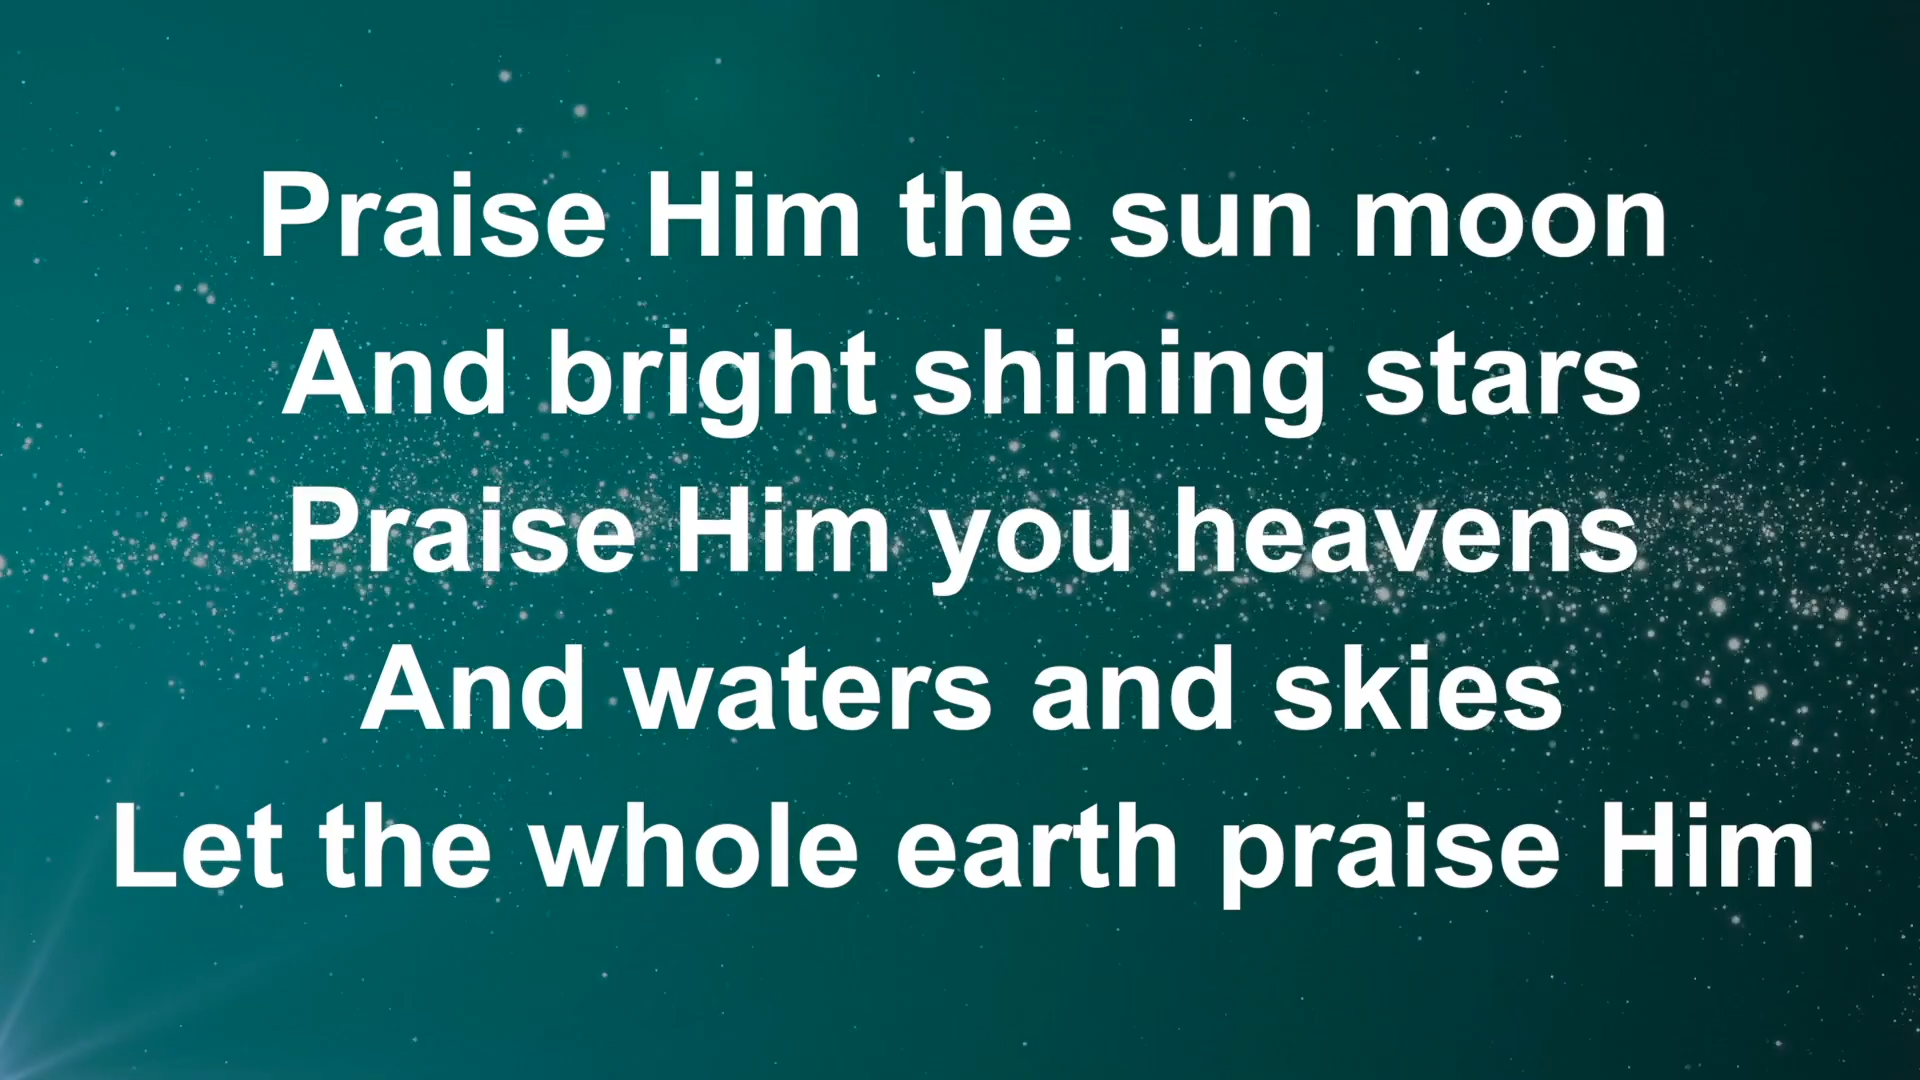 Praise Him the sun moon
And bright shining stars
Praise Him you heavens
And waters and skies
Let the whole earth praise Him